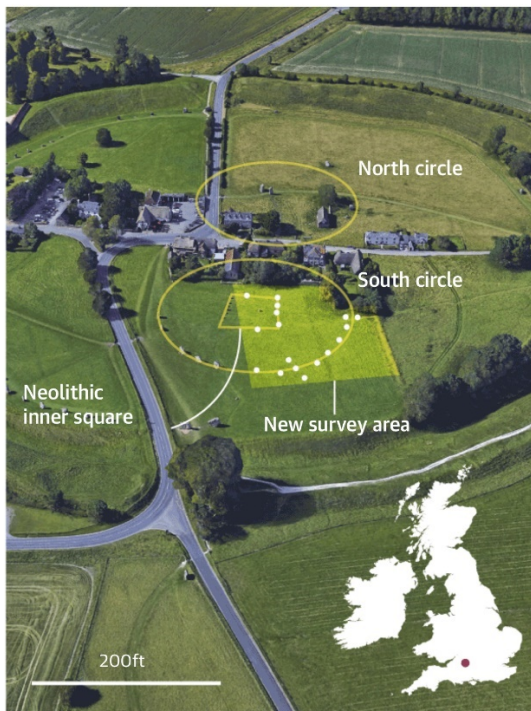 North circle
South circle
Neolithic
inner square
New survey area
200ft